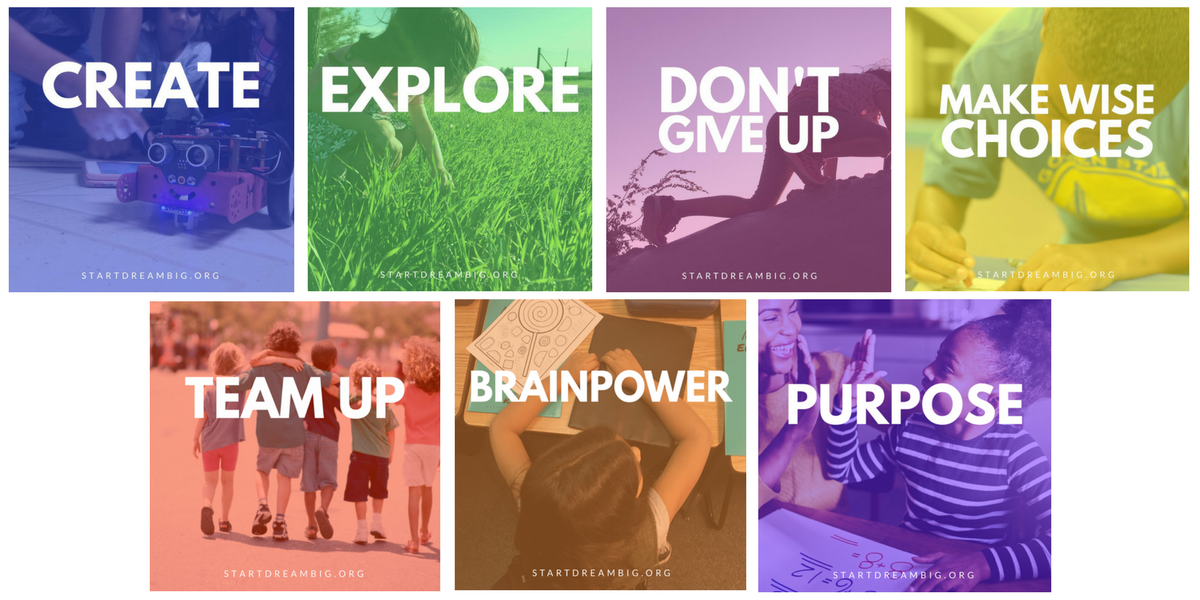 CREATE
STARTDREAMBIG.ORG
EXPLORE
STARTDREAMBIG.ORG
DON'T
GIVE UP
STARTDREAMBIG.ORG
MAKE WISE
CHOICES
STARTDREAMBIG.ORG
TEAM UP
STARTDREAMBIG.ORG
BRAINPOWER
STARTDREAMBIG.ORG
PURPOSE
STARTDREAMBIG.ORG